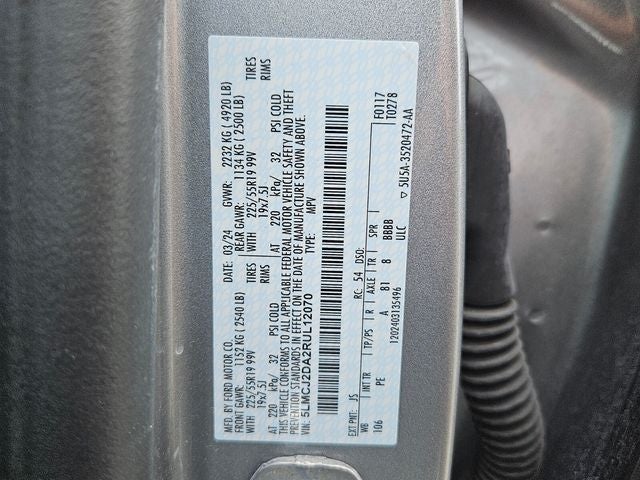 MFD. BY FORD MOTOR CO.
DATE: 03/24 GVWR: 2232 KG ( 4920 LB)
FRONT GAWR: 1152 KG ( 2540 LB) REAR GAWR: 1134 KG ( 2500 LB)
WITH 225/55R19 99V TIRES WITH 225/55R19 99V TIRES
19x7.5J RIMS 19x7.5J RIMS
AT 220 kPa/ 32 PSI COLD AT 220 kPa/ 32 PSI COLD
THIS VEHICLE CONFORMS TO ALL APPLICABLE FEDERAL MOTOR VEHICLE SAFETY AND THEFT
PREVENTION STANDARDS IN EFFECT ON THE DATE OF MANUFACTURE SHOWN ABOVE.
VIN: 5LMCJ2DA2RUL12070 TYPE: MPV
F0117
T0278
EXT PNT: JS RC: 54 DSO:
WB INT TR TP/PS R AXLE TR SPR
106 PE A 81 8 BBBB
ULC
1202403135496
▽ 5U5A-3520472-AA